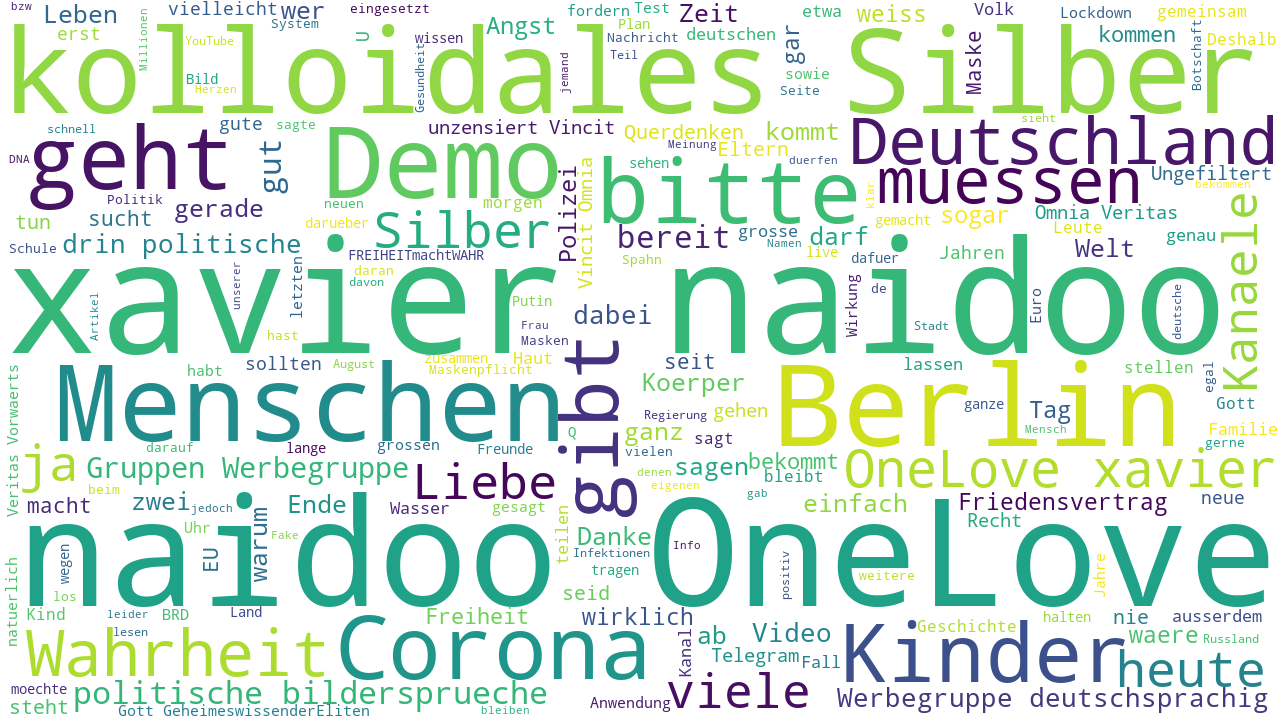 bzw Leben vielleicht wer eingesetzt fordern Test Zeit etwa weiss Volk Lockdown gemeinsam
erst Millionen YouTube System U wissen Angst Plan Nachricht deutschen gar kommen Deshalb
kolloidales Silber
Bild Herzen Gesundheit jemand Teil sowie Seite Maske Botschaft
schnell gute sagte unzensiert Vincit Querdenken Meinung Eltern kommt sieht
geht gut Demo Polizei Vincit Omnia sehen bitte duerfen Deutschland
DNA Politik neuen morgen muessen klar Ungefiltert bekommen
tun sucht gerade darueber Silber bereit grosse Namen darf gemacht sogar Omnia Veritas Leute genau Kanaele
Schule drin politische letzten FREIHEITmachtWAHR daran davon Spahn live dafuer Jahren Welt
xavier naidoo
Artikel unserer hast Putin Frau Masken dabei Wirkung de Stadt Euro deutsche
Veritas Vorwaerts habt sollten August zusammen Maskenpflicht Haut gibt seit lassen stellen egal
Menschen Koerper gehen Regierung Berlin ganze Tag Mensch Gott
darauf lange grossen Freunde Q ganz vielen sagt Familie gerne
ja Gruppen Werbegruppe Liebe denen sagen bekommt bleibt OneLove xavier
beim eigenen gab
macht zwei jedoch Ende Wasser gesagt teilen einfach Friedensvertrag neue
naidoo OneLove
natuerlich wegen Uhr EU warum Fake Danke Infektionen Info Recht
los tragen positiv weitere Jahre
Kind leider BRD Land Freiheit seid wirklich halten nie ausserdem
lesen Wahrheit Corona Kanal ab Video Geschichte Kinder waere Russland
Telegram Fall heute
moechte politische bildersprueche viele Werbegruppe deutschsprachig
steht Gott GeheimeswissenderEliten bleiben Anwendung